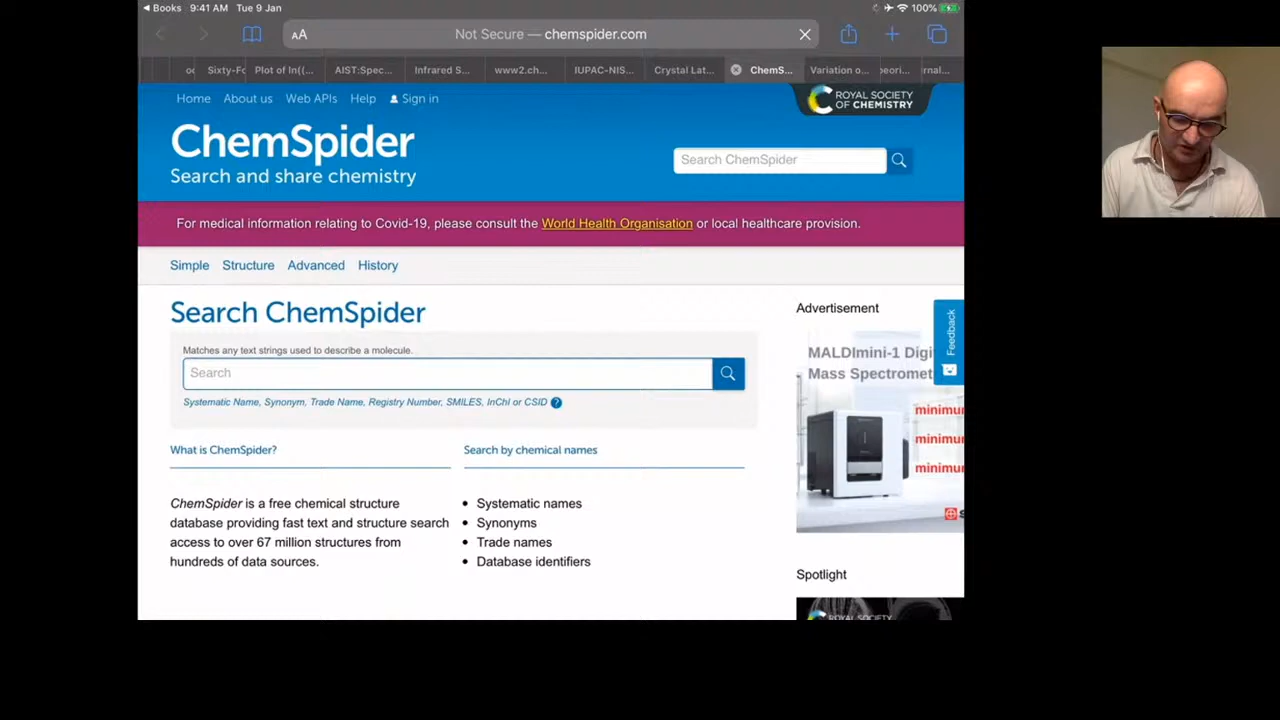 Books 9:41 AM Tue 9 Jan 100%
AA Not Secure — chemspider.com
Sixty-Fo Plot of ln((... AIST:Spec... Infrared S... www2.ch... IUPAC-NIS... Crystal Lat... ChemS... Variation o...
Home About us Web APIs Help Sign in
ROYAL SOCIETY
OF CHEMISTRY
ChemSpider
Search and share chemistry
Search ChemSpider
For medical information relating to Covid-19, please consult the World Health Organisation or local healthcare provision.
Simple Structure Advanced History
Search ChemSpider
Matches any text strings used to describe a molecule.
Search
Systematic Name, Synonym, Trade Name, Registry Number, SMILES, InChI or CSID ?
What is ChemSpider?
ChemSpider is a free chemical structure
database providing fast text and structure search
access to over 67 million structures from
hundreds of data sources.
Search by chemical names
• Systematic names
• Synonyms
• Trade names
• Database identifiers
Advertisement
Feedback
MALDImini-1 Digi
Mass Spectromet
minimum
minimum
minimum
Spotlight
ROYAL SOCIETY